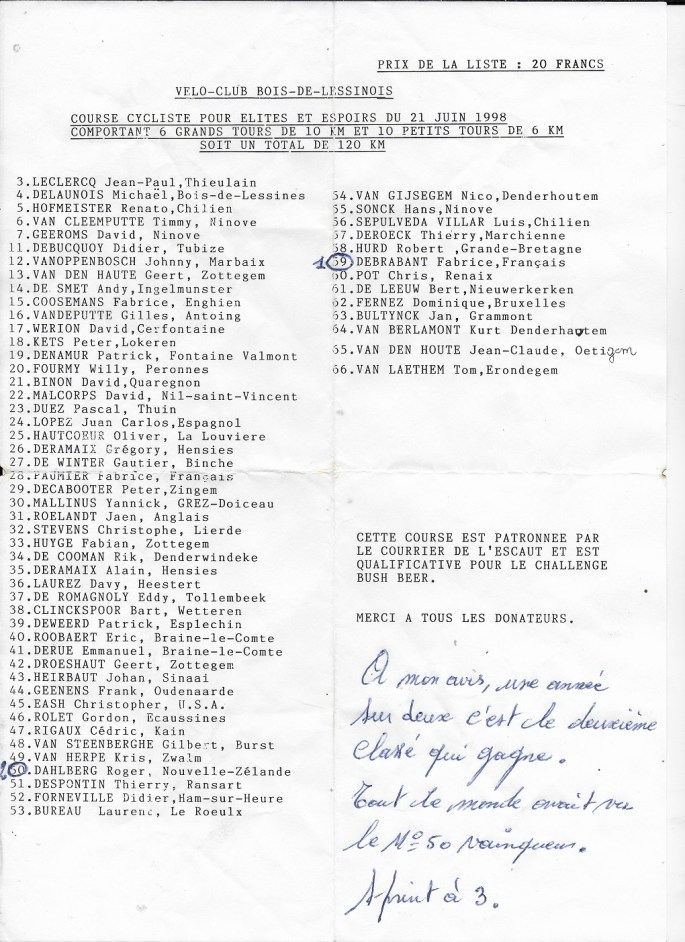 PRIX DE LA LISTE : 20 FRANCS
VELO-CLUB BOIS-DE-LESSINOIS
COURSE CYCLISTE POUR ELITES ET ESPOIRS DU 21 JUIN 1998
COMPORTANT 6 GRANDS TOURS DE 10 KM ET 10 PETITS TOURS DE 6 KM
SOIT UN TOTAL DE 120 KM
3.LECLERCQ Jean-Paul,Thieulain
4.DELAUNOIS Michaël,Bois-de-Lessines
5.HOFMEISTER Renato,Chilien
6.VAN CLEEMPUTTE Timmy, Ninove
7.GEEROMS David, Ninove
11.DEBUCQUOY Didier, Tubize
12.VANOPPENBOSCH Johnny, Marbaix
13.VAN DEN HAUTE Geert, Zottegem
14.DE SMET Andy,Ingelmunster
15.COOSEMANS Fabrice, Enghien
16.VANDEPUTTE Gilles, Antoing
17.WERION David,Cerfontaine
18.KETS Peter,Lokeren
19.DENAMUR Patrick, Fontaine Valmont
20.FOURMY Willy, Peronnes
21.BINON David,Quaregnon
22.MALCORPS David, Nil-saint-Vincent
23.DUEZ Pascal, Thuin
24.LOPEZ Juan Carlos,Espagnol
25.HAUTCOEUR Oliver, La Louviere
26.DERAMAIX Grégory, Hensies
27.DE WINTER Gautier, Binche
28.PAUMIER Fabrice, Français
29.DECABOOTER Peter,Zingem
30.MALLINUS Yannick, GREZ-Doiceau
31.ROELANDT Jaen, Anglais
32.STEVENS Christophe, Lierde
33.HUYGE Fabian, Zottegem
34.DE COOMAN Rik, Denderwindeke
35.DERAMAIX Alain, Hensies
36.LAUREZ Davy, Heestert
37.DE ROMAGNOLY Eddy, Tollembeek
38.CLINCKSPOOR Bart, Wetteren
39.DEWEERD Patrick, Esplechin
40.ROOBAERT Eric, Braine-le-Comte
41.DERUE Emmanuel, Braine-le-Comte
42.DROESHAUT Geert, Zottegem
43.HEIRBAUT Johan, Sinaai
44.GEENENS Frank, Oudenaarde
45.EASH Christopher, U.S.A.
46.ROLET Gordon, Ecaussines
47.RIGAUX Cédric, Kain
48.VAN STEENBERGHE Gilbert, Burst
49.VAN HERPE Kris, Zwalm
2 50.DAHLBERG Roger, Nouvelle-Zélande
51.DESPONTIN Thierry, Ransart
52.FORNEVILLE Didier,Ham-sur-Heure
53.BUREAU Laurenc, Le Roeulx
54.VAN GIJSEGEM Nico,Denderhoutem
55.SONCK Hans,Ninove
56.SEPULVEDA VILLAR Luis,Chilien
57.DEROECK Thierry,Marchienne
58.HURD Robert ,Grande-Bretagne
1 59.DEBRABANT Fabrice,Français
60.POT Chris, Renaix
61.DE LEEUW Bert,Nieuwerkerken
62.FERNEZ Dominique,Bruxelles
63.BULTYNCK Jan, Grammont
64.VAN BERLAMONT Kurt Denderhautem
65.VAN DEN HOUTE Jean-Claude, Oetigem
66.VAN LAETHEM Tom,Erondegem
CETTE COURSE EST PATRONNEE PAR
LE COURRIER DE L'ESCAUT ET EST
QUALIFICATIVE POUR LE CHALLENGE
BUSH BEER.
MERCI A TOUS LES DONATEURS.
A mon avis, une année
sur deux c'est le deuxième
classé qui gagne.
Tout le monde avait vu
le N° 50 vainqueur.
Sprint à 3.